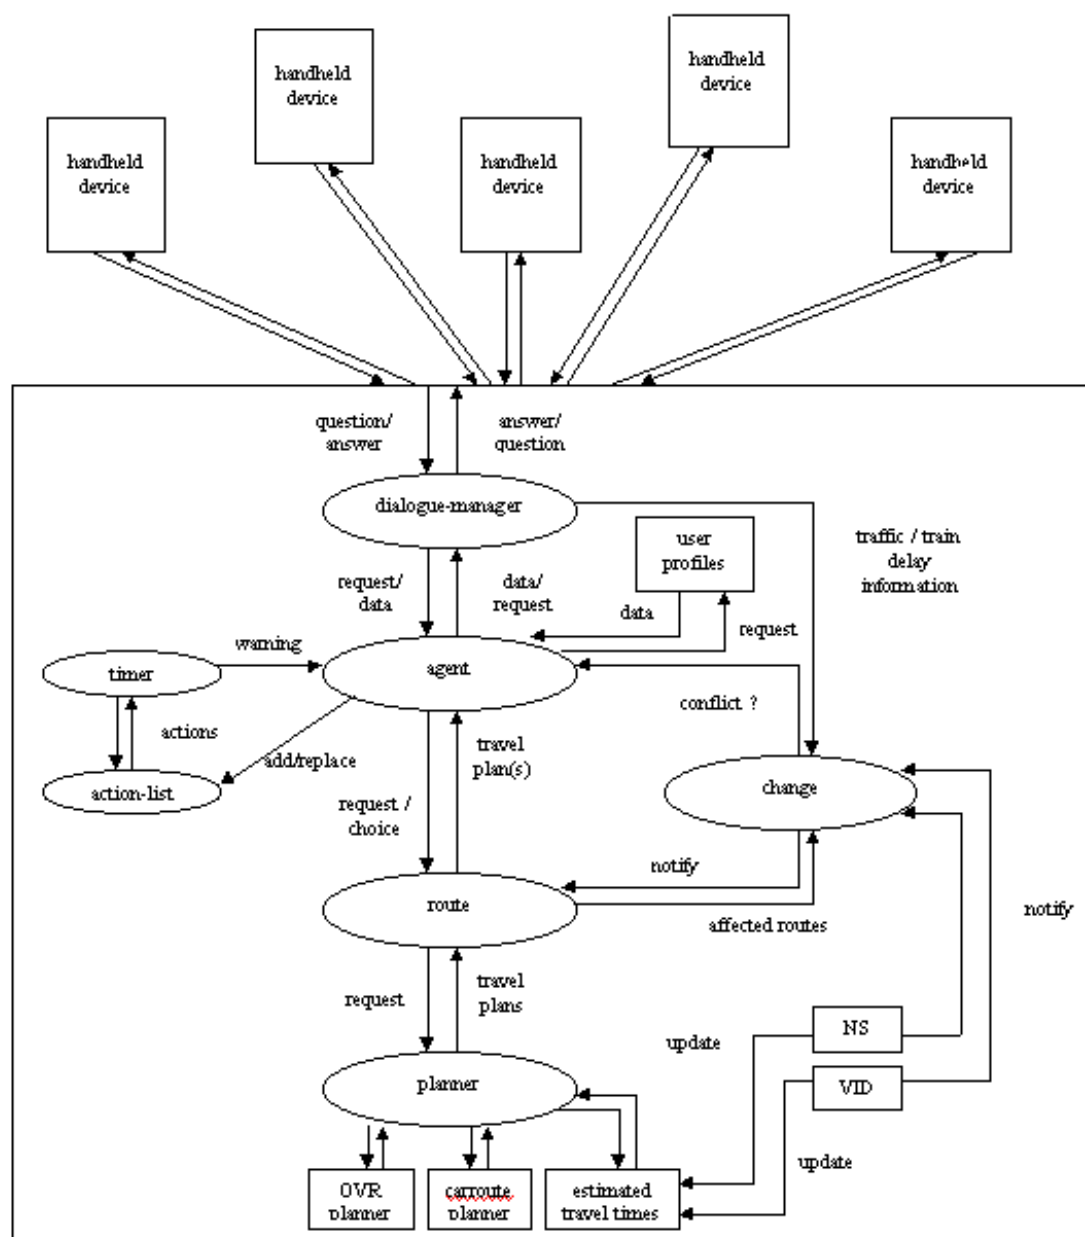 handheld
device
handheld
device
handheld
device
handheld
device
handheld
device
question/
answer
answer/
question
dialogue-manager
user
profiles
traffic / train
delay
information
request/
data
data/
request
data
request
warning
timer
agent
conflict ?
actions
add/replace
travel
plan(s)
action-list
change
request /
choice
notify
route
affected routes
notify
request
travel
plans
NS
update
planner
VID
update
OVR
planner
carroute
planner
estimated
travel times